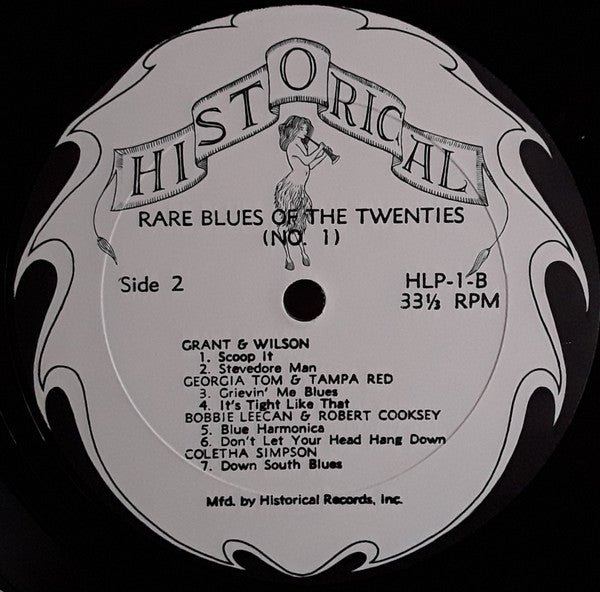 HISTORICAL
RARE BLUES OF THE TWENTIES
(NO. 1)
Side 2
HLP-1-B
33⅓ RPM
GRANT & WILSON
1. Scoop It
2. Stevedore Man
GEORGIA TOM & TAMPA RED
3. Grievin' Me Blues
4. It's Tight Like That
BOBBIE LEECAN & ROBERT COOKSEY
5. Blue Harmonica
6. Don't Let Your Head Hang Down
COLETHA SIMPSON
7. Down South Blues
Mfd. by Historical Records, Inc.